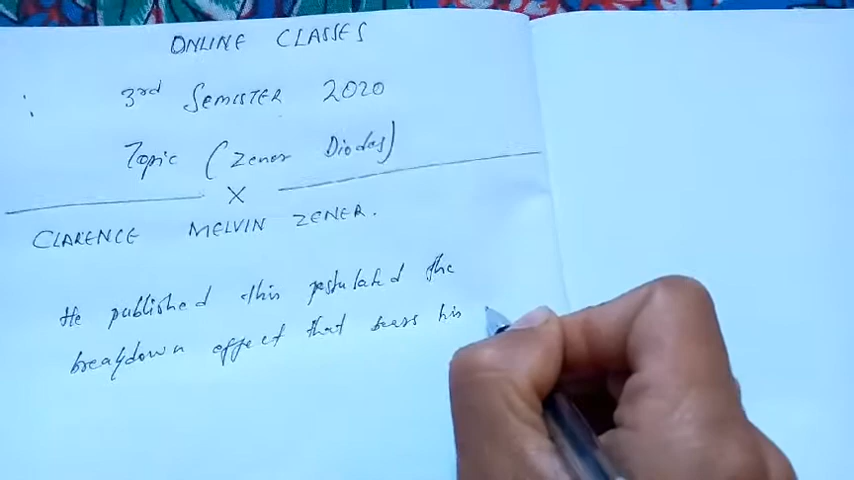 ONLINE CLASSES
3rd SEMISTER 2020
Topic (Zener Diodes)
X
CLARENCE MELVIN ZENER.
He published this postulated the
breakdown effect that bears his